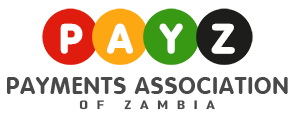 PAYZ
PAYMENTS ASSOCIATION
OF ZAMBIA